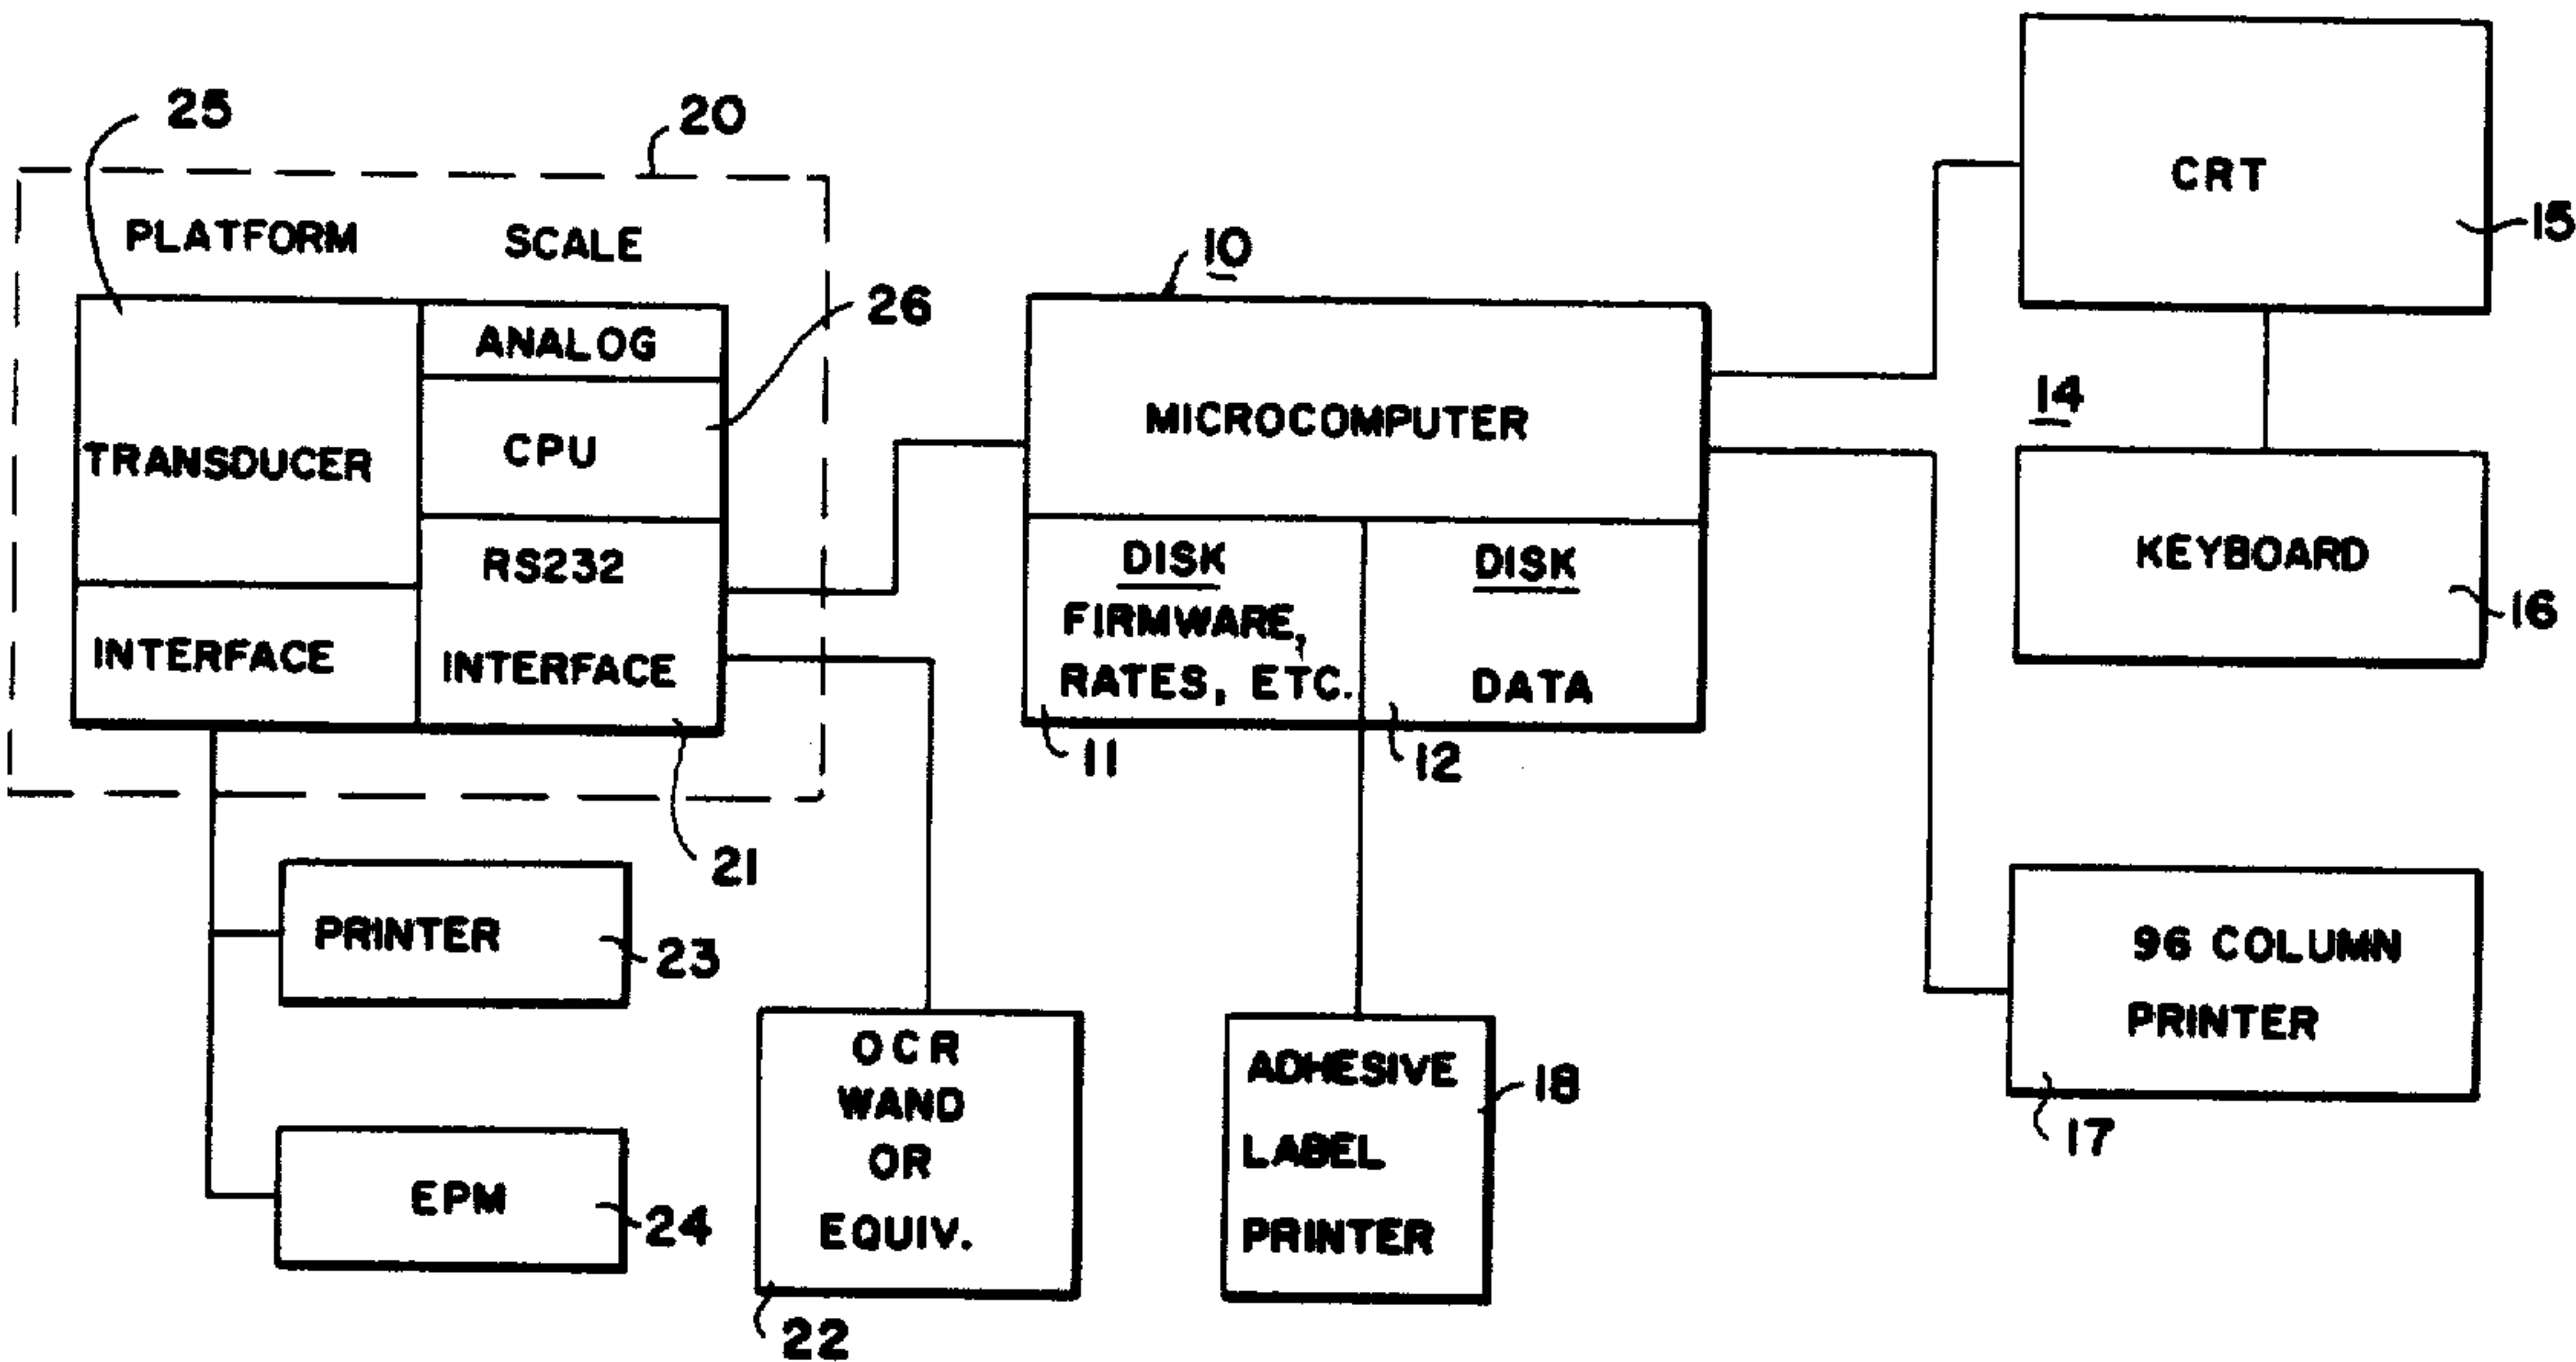 25
20
PLATFORM SCALE
26
TRANSDUCER
ANALOG
CPU
INTERFACE
RS232
INTERFACE
21
PRINTER
23
EPM
24
OCR
WAND
OR
EQUIV.
22
10
MICROCOMPUTER
DISK
FIRMWARE,
RATES, ETC.
11
DISK
DATA
12
ADHESIVE
LABEL
PRINTER
18
CRT
15
14
KEYBOARD
16
96 COLUMN
PRINTER
17